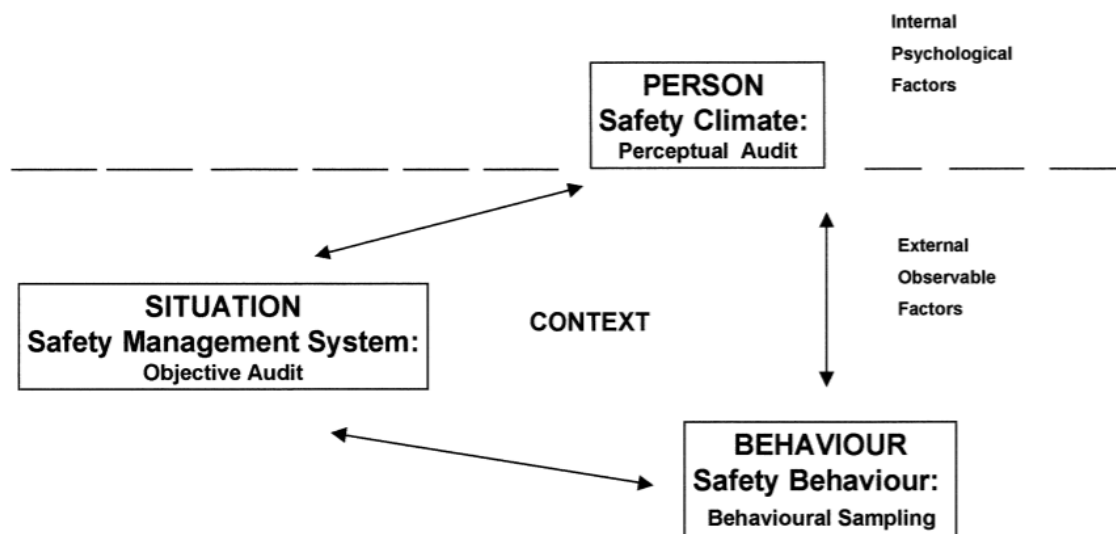 Internal
Psychological
Factors
PERSON
Safety Climate:
Perceptual Audit
External
Observable
Factors
SITUATION
Safety Management System:
Objective Audit
CONTEXT
BEHAVIOUR
Safety Behaviour:
Behavioural Sampling